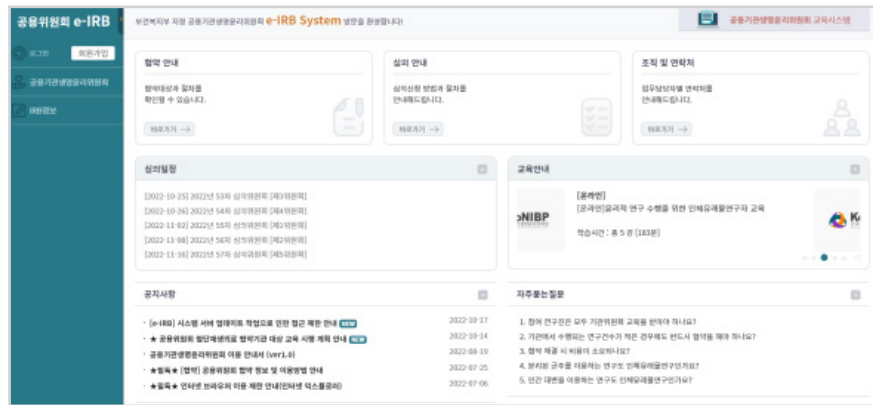 공용위원회 e-IRB
보건복지부 지정 공용기관생명윤리위원회 e-IRB System 방문을 환영합니다!
공용기관생명윤리위원회 교육시스템
로그인
회원가입
공용기관생명윤리위원회
IRB정보
협약 안내
협약대상과 절차를
확인할 수 있습니다.
바로가기 →
심의 안내
심의신청 방법과 절차를
안내해드립니다.
바로가기 →
조직 및 연락처
업무담당자별 연락처를
안내해드립니다.
바로가기 →
심의일정
[2022-10-25] 2022년 53차 심의위원회 [제3위원회]
[2022-10-26] 2022년 54차 심의위원회 [제4위원회]
[2022-11-02] 2022년 55차 심의위원회 [제1위원회]
[2022-11-08] 2022년 56차 심의위원회 [제2위원회]
[2022-11-16] 2022년 57차 심의위원회 [제5위원회]
교육안내
oNIBP
[온라인]
[온라인]윤리적 연구 수행을 위한 인체유래물연구자 교육
학습시간 : 총 5 강 [183분]
공지사항
· [e-IRB] 시스템 서버 업데이트 작업으로 인한 접근 제한 안내 NEW 2022-10-17
· ★ 공용위원회 첨단재생의료 협약기관 대상 교육 시행 계획 안내 NEW 2022-10-14
· 공용기관생명윤리위원회 이용 안내서 (ver1.0) 2022-08-19
· ★필독★ [협약] 공용위원회 협약 정보 및 이용방법 안내 2022-07-25
· ★필독★ 인터넷 브라우저 이용 제한 안내(인터넷 익스플로러) 2022-07-06
자주묻는질문
1. 참여 연구진은 모두 기관위원회 교육을 받아야 하나요?
2. 기관에서 수행되는 연구건수가 적은 경우에도 반드시 협약을 해야 하나요?
3. 협약 체결 시 비용이 소요되나요?
4. 분리된 균주를 이용하는 연구도 인체유래물연구인가요?
5. 인간 대변을 이용하는 연구도 인체유래물연구인가요?